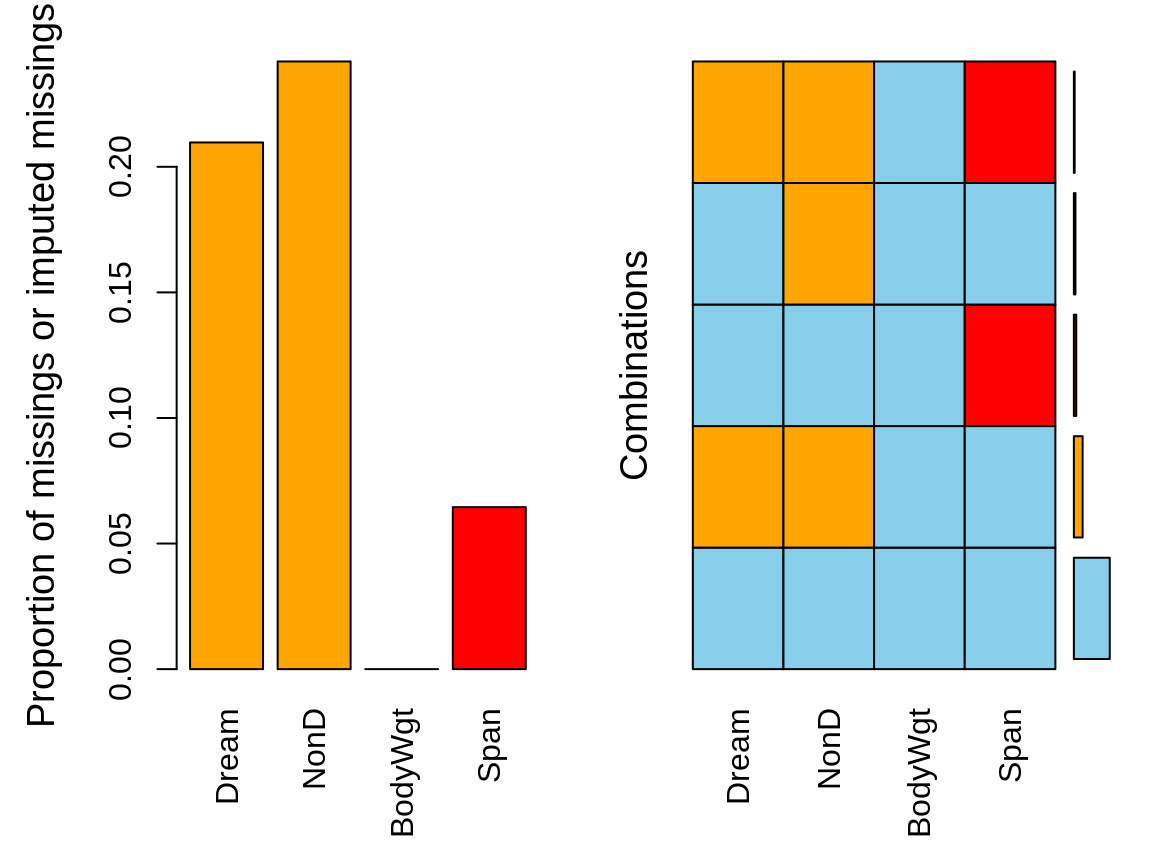 Proportion of missings or imputed missings
0.20
0.15
0.10
0.05
0.00
Dream
NonD
BodyWgt
Span
Combinations
Dream
NonD
BodyWgt
Span